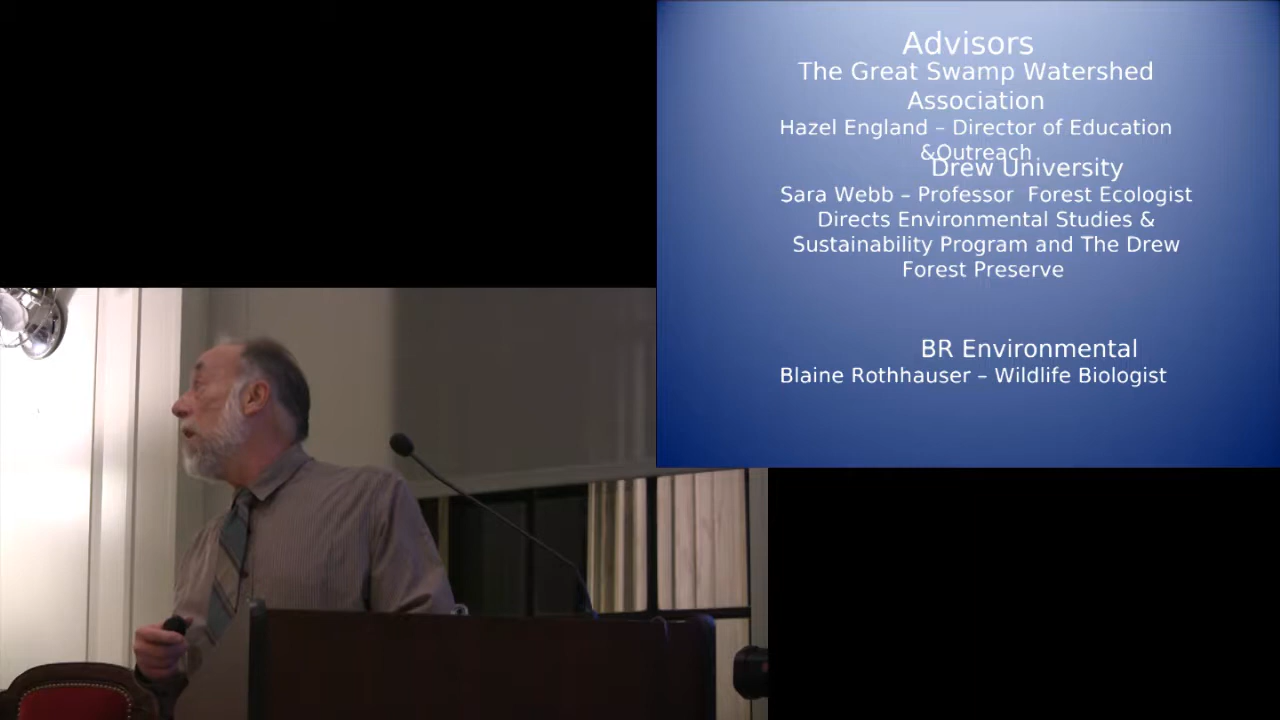 Advisors
The Great Swamp Watershed
Association
Hazel England – Director of Education
&Outreach
Drew University
Sara Webb – Professor  Forest Ecologist
Directs Environmental Studies &
Sustainability Program and The Drew
Forest Preserve
BR Environmental
Blaine Rothhauser – Wildlife Biologist